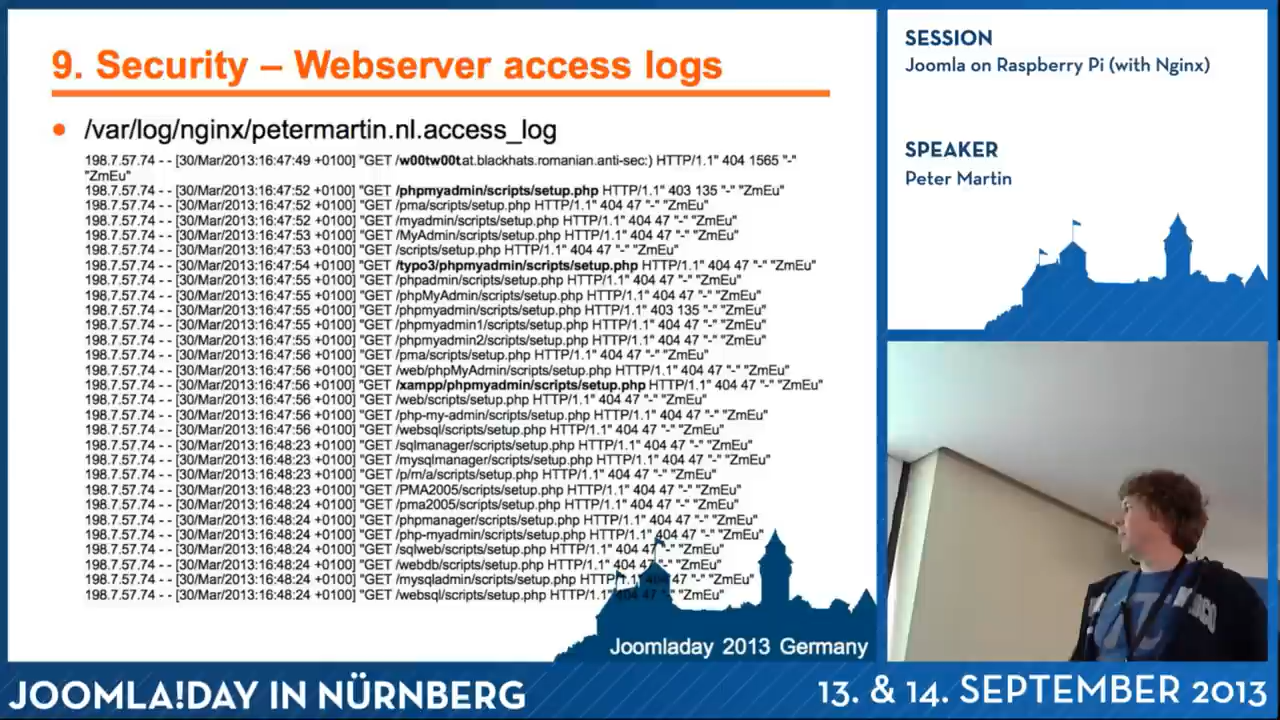 9. Security – Webserver access logs
• /var/log/nginx/petermartin.nl.access_log
198.7.57.74 - - [30/Mar/2013:16:47:49 +0100] "GET /w00tw00t.at.blackhats.romanian.anti-sec:) HTTP/1.1" 404 1565 "-"
"ZmEu"
198.7.57.74 - - [30/Mar/2013:16:47:52 +0100] "GET /phpmyadmin/scripts/setup.php HTTP/1.1" 403 135 "-" "ZmEu"
198.7.57.74 - - [30/Mar/2013:16:47:52 +0100] "GET /pma/scripts/setup.php HTTP/1.1" 404 47 "-" "ZmEu"
198.7.57.74 - - [30/Mar/2013:16:47:52 +0100] "GET /myadmin/scripts/setup.php HTTP/1.1" 404 47 "-" "ZmEu"
198.7.57.74 - - [30/Mar/2013:16:47:53 +0100] "GET /MyAdmin/scripts/setup.php HTTP/1.1" 404 47 "-" "ZmEu"
198.7.57.74 - - [30/Mar/2013:16:47:53 +0100] "GET /scripts/setup.php HTTP/1.1" 404 47 "-" "ZmEu"
198.7.57.74 - - [30/Mar/2013:16:47:54 +0100] "GET /typo3/phpmyadmin/scripts/setup.php HTTP/1.1" 404 47 "-" "ZmEu"
198.7.57.74 - - [30/Mar/2013:16:47:55 +0100] "GET /phpadmin/scripts/setup.php HTTP/1.1" 404 47 "-" "ZmEu"
198.7.57.74 - - [30/Mar/2013:16:47:55 +0100] "GET /phpMyAdmin/scripts/setup.php HTTP/1.1" 404 47 "-" "ZmEu"
198.7.57.74 - - [30/Mar/2013:16:47:55 +0100] "GET /phpmyadmin/scripts/setup.php HTTP/1.1" 403 135 "-" "ZmEu"
198.7.57.74 - - [30/Mar/2013:16:47:55 +0100] "GET /phpmyadmin1/scripts/setup.php HTTP/1.1" 404 47 "-" "ZmEu"
198.7.57.74 - - [30/Mar/2013:16:47:55 +0100] "GET /phpmyadmin2/scripts/setup.php HTTP/1.1" 404 47 "-" "ZmEu"
198.7.57.74 - - [30/Mar/2013:16:47:56 +0100] "GET /pma/scripts/setup.php HTTP/1.1" 404 47 "-" "ZmEu"
198.7.57.74 - - [30/Mar/2013:16:47:56 +0100] "GET /web/phpMyAdmin/scripts/setup.php HTTP/1.1" 404 47 "-" "ZmEu"
198.7.57.74 - - [30/Mar/2013:16:47:56 +0100] "GET /xampp/phpmyadmin/scripts/setup.php HTTP/1.1" 404 47 "-" "ZmEu"
198.7.57.74 - - [30/Mar/2013:16:47:56 +0100] "GET /web/scripts/setup.php HTTP/1.1" 404 47 "-" "ZmEu"
198.7.57.74 - - [30/Mar/2013:16:47:56 +0100] "GET /php-my-admin/scripts/setup.php HTTP/1.1" 404 47 "-" "ZmEu"
198.7.57.74 - - [30/Mar/2013:16:47:56 +0100] "GET /websql/scripts/setup.php HTTP/1.1" 404 47 "-" "ZmEu"
198.7.57.74 - - [30/Mar/2013:16:48:23 +0100] "GET /sqlmanager/scripts/setup.php HTTP/1.1" 404 47 "-" "ZmEu"
198.7.57.74 - - [30/Mar/2013:16:48:23 +0100] "GET /mysqlmanager/scripts/setup.php HTTP/1.1" 404 47 "-" "ZmEu"
198.7.57.74 - - [30/Mar/2013:16:48:23 +0100] "GET /p/m/a/scripts/setup.php HTTP/1.1" 404 47 "-" "ZmEu"
198.7.57.74 - - [30/Mar/2013:16:48:23 +0100] "GET /PMA2005/scripts/setup.php HTTP/1.1" 404 47 "-" "ZmEu"
198.7.57.74 - - [30/Mar/2013:16:48:24 +0100] "GET /pma2005/scripts/setup.php HTTP/1.1" 404 47 "-" "ZmEu"
198.7.57.74 - - [30/Mar/2013:16:48:24 +0100] "GET /phpmanager/scripts/setup.php HTTP/1.1" 404 47 "-" "ZmEu"
198.7.57.74 - - [30/Mar/2013:16:48:24 +0100] "GET /php-myadmin/scripts/setup.php HTTP/1.1" 404 47 "-" "ZmEu"
198.7.57.74 - - [30/Mar/2013:16:48:24 +0100] "GET /sqlweb/scripts/setup.php HTTP/1.1" 404 47 "-" "ZmEu"
198.7.57.74 - - [30/Mar/2013:16:48:24 +0100] "GET /webdb/scripts/setup.php HTTP/1.1" 404 47 "-" "ZmEu"
198.7.57.74 - - [30/Mar/2013:16:48:24 +0100] "GET /mysqladmin/scripts/setup.php HTTP/1.1" 404 47 "-" "ZmEu"
198.7.57.74 - - [30/Mar/2013:16:48:24 +0100] "GET /websql/scripts/setup.php HTTP/1.1" 404 47 "-" "ZmEu"
Joomladay 2013 Germany
SESSION
Joomla on Raspberry Pi (with Nginx)
SPEAKER
Peter Martin
JOOMLA!DAY IN NÜRNBERG
13. & 14. SEPTEMBER 2013